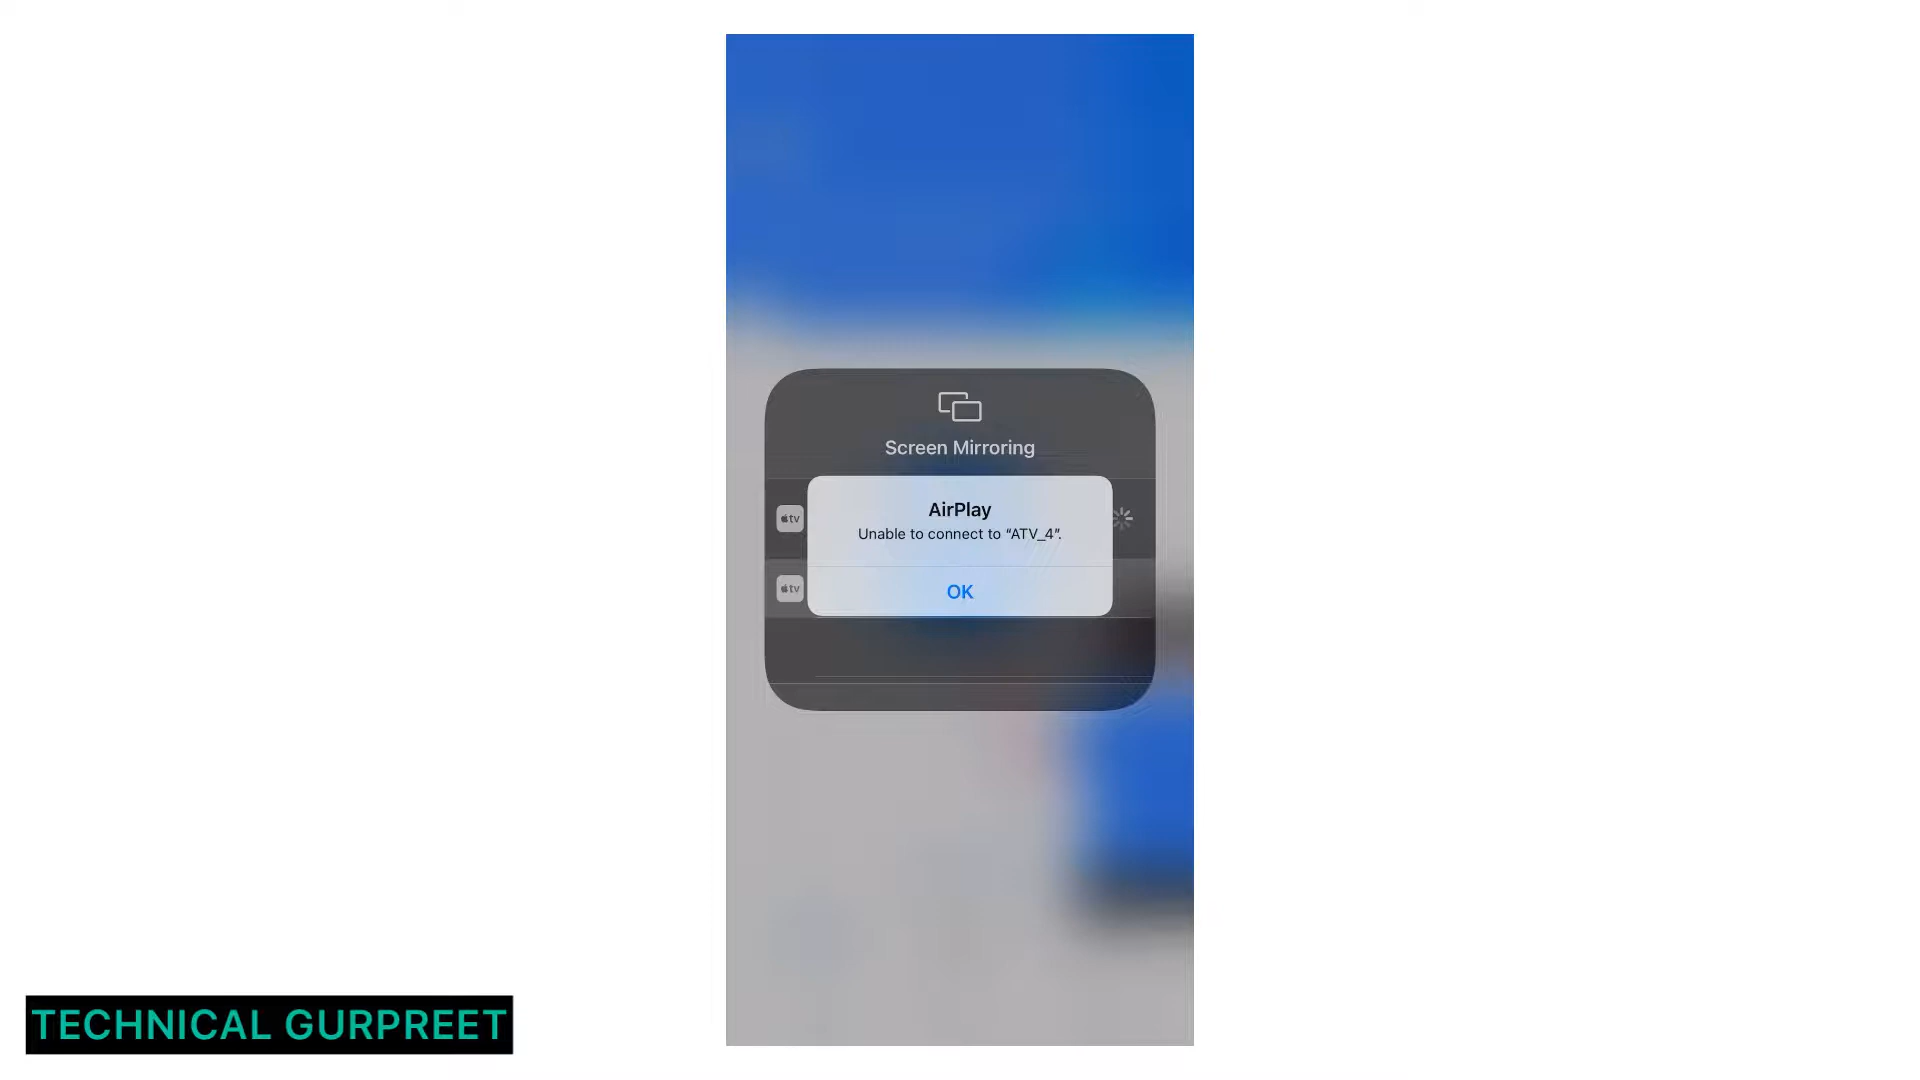 Screen Mirroring
AirPlay
Unable to connect to “ATV_4”.
tv
tv
OK
TECHNICAL GURPREET